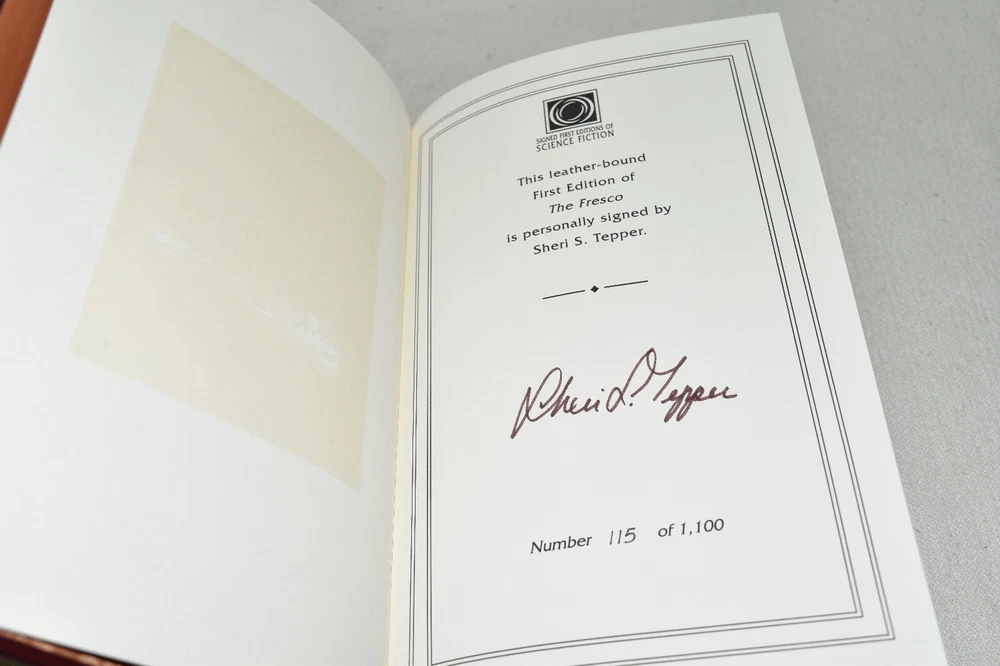 SIGNED FIRST EDITIONS OF
SCIENCE FICTION
This leather-bound
First Edition of
The Fresco
is personally signed by
Sheri S. Tepper.
Sheri S. Tepper
Number 115 of 1,100